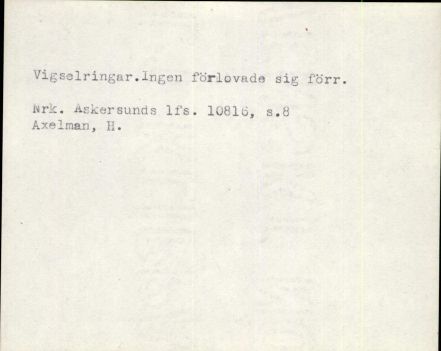 Vigselringar.Ingen förlovade sig förr.
Nrk. Askersunds lfs. 10816, s.8
Axelman, H.